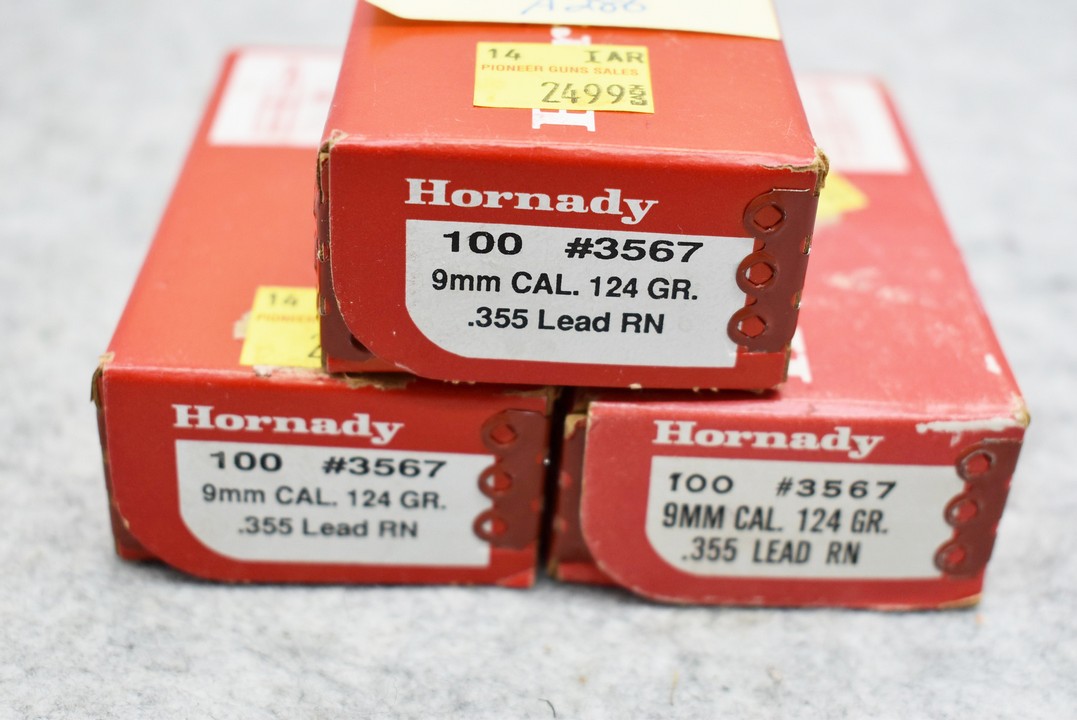 14 IAR
PIONEER GUNS SALES
2499
Hornady
100 #3567
9mm CAL. 124 GR.
.355 Lead RN
14
Hornady
100 #3567
9mm CAL. 124 GR.
.355 Lead RN
Hornady
100 #3567
9MM CAL. 124 GR.
.355 LEAD RN